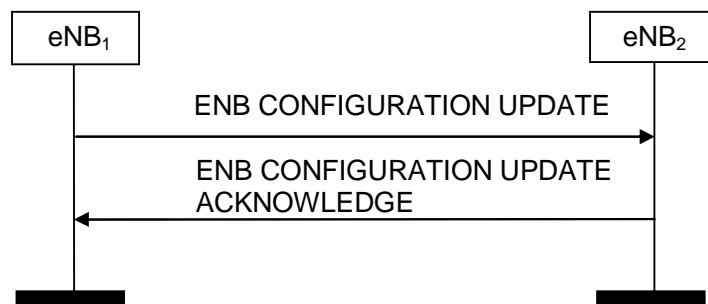 eNB₁
eNB₂
ENB CONFIGURATION UPDATE
ENB CONFIGURATION UPDATE
ACKNOWLEDGE